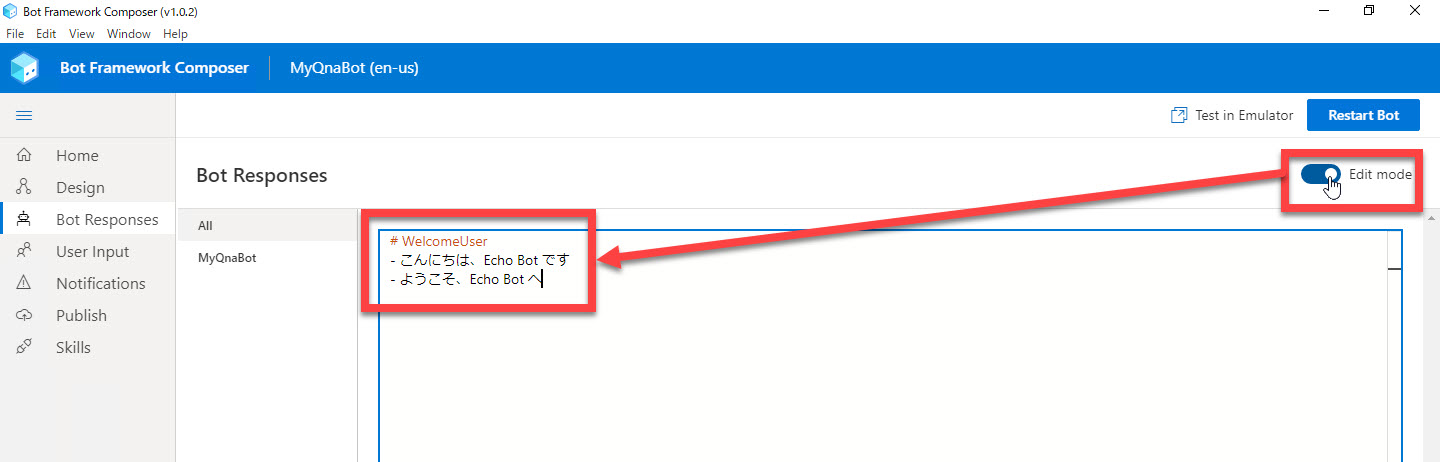 Bot Framework Composer (v1.0.2)
File Edit View Window Help
Bot Framework Composer MyQnaBot (en-us)
Test in Emulator Restart Bot
Home
Design
Bot Responses
User Input
Notifications
Publish
Skills
Bot Responses
Edit mode
All
MyQnaBot
# WelcomeUser
- こんにちは、Echo Bot です
- ようこそ、Echo Bot へ